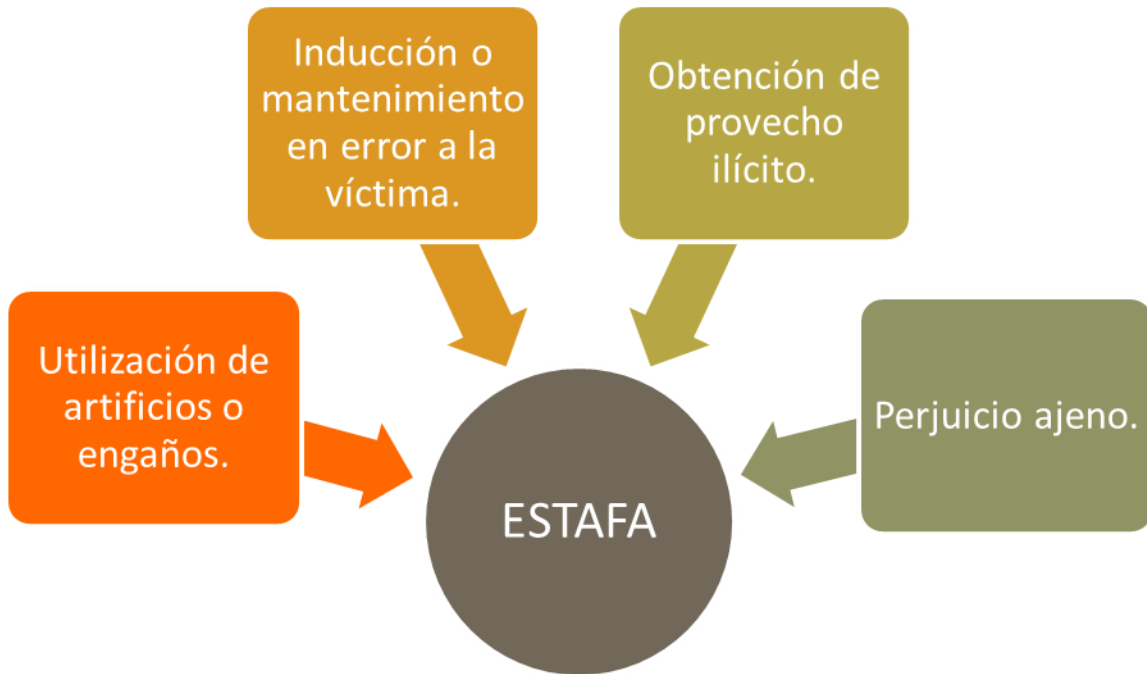 Inducción o
mantenimiento
en error a la
víctima.
Obtención de
provecho
ilícito.
Utilización de
artificios o
engaños.
Perjuicio ajeno.
ESTAFA